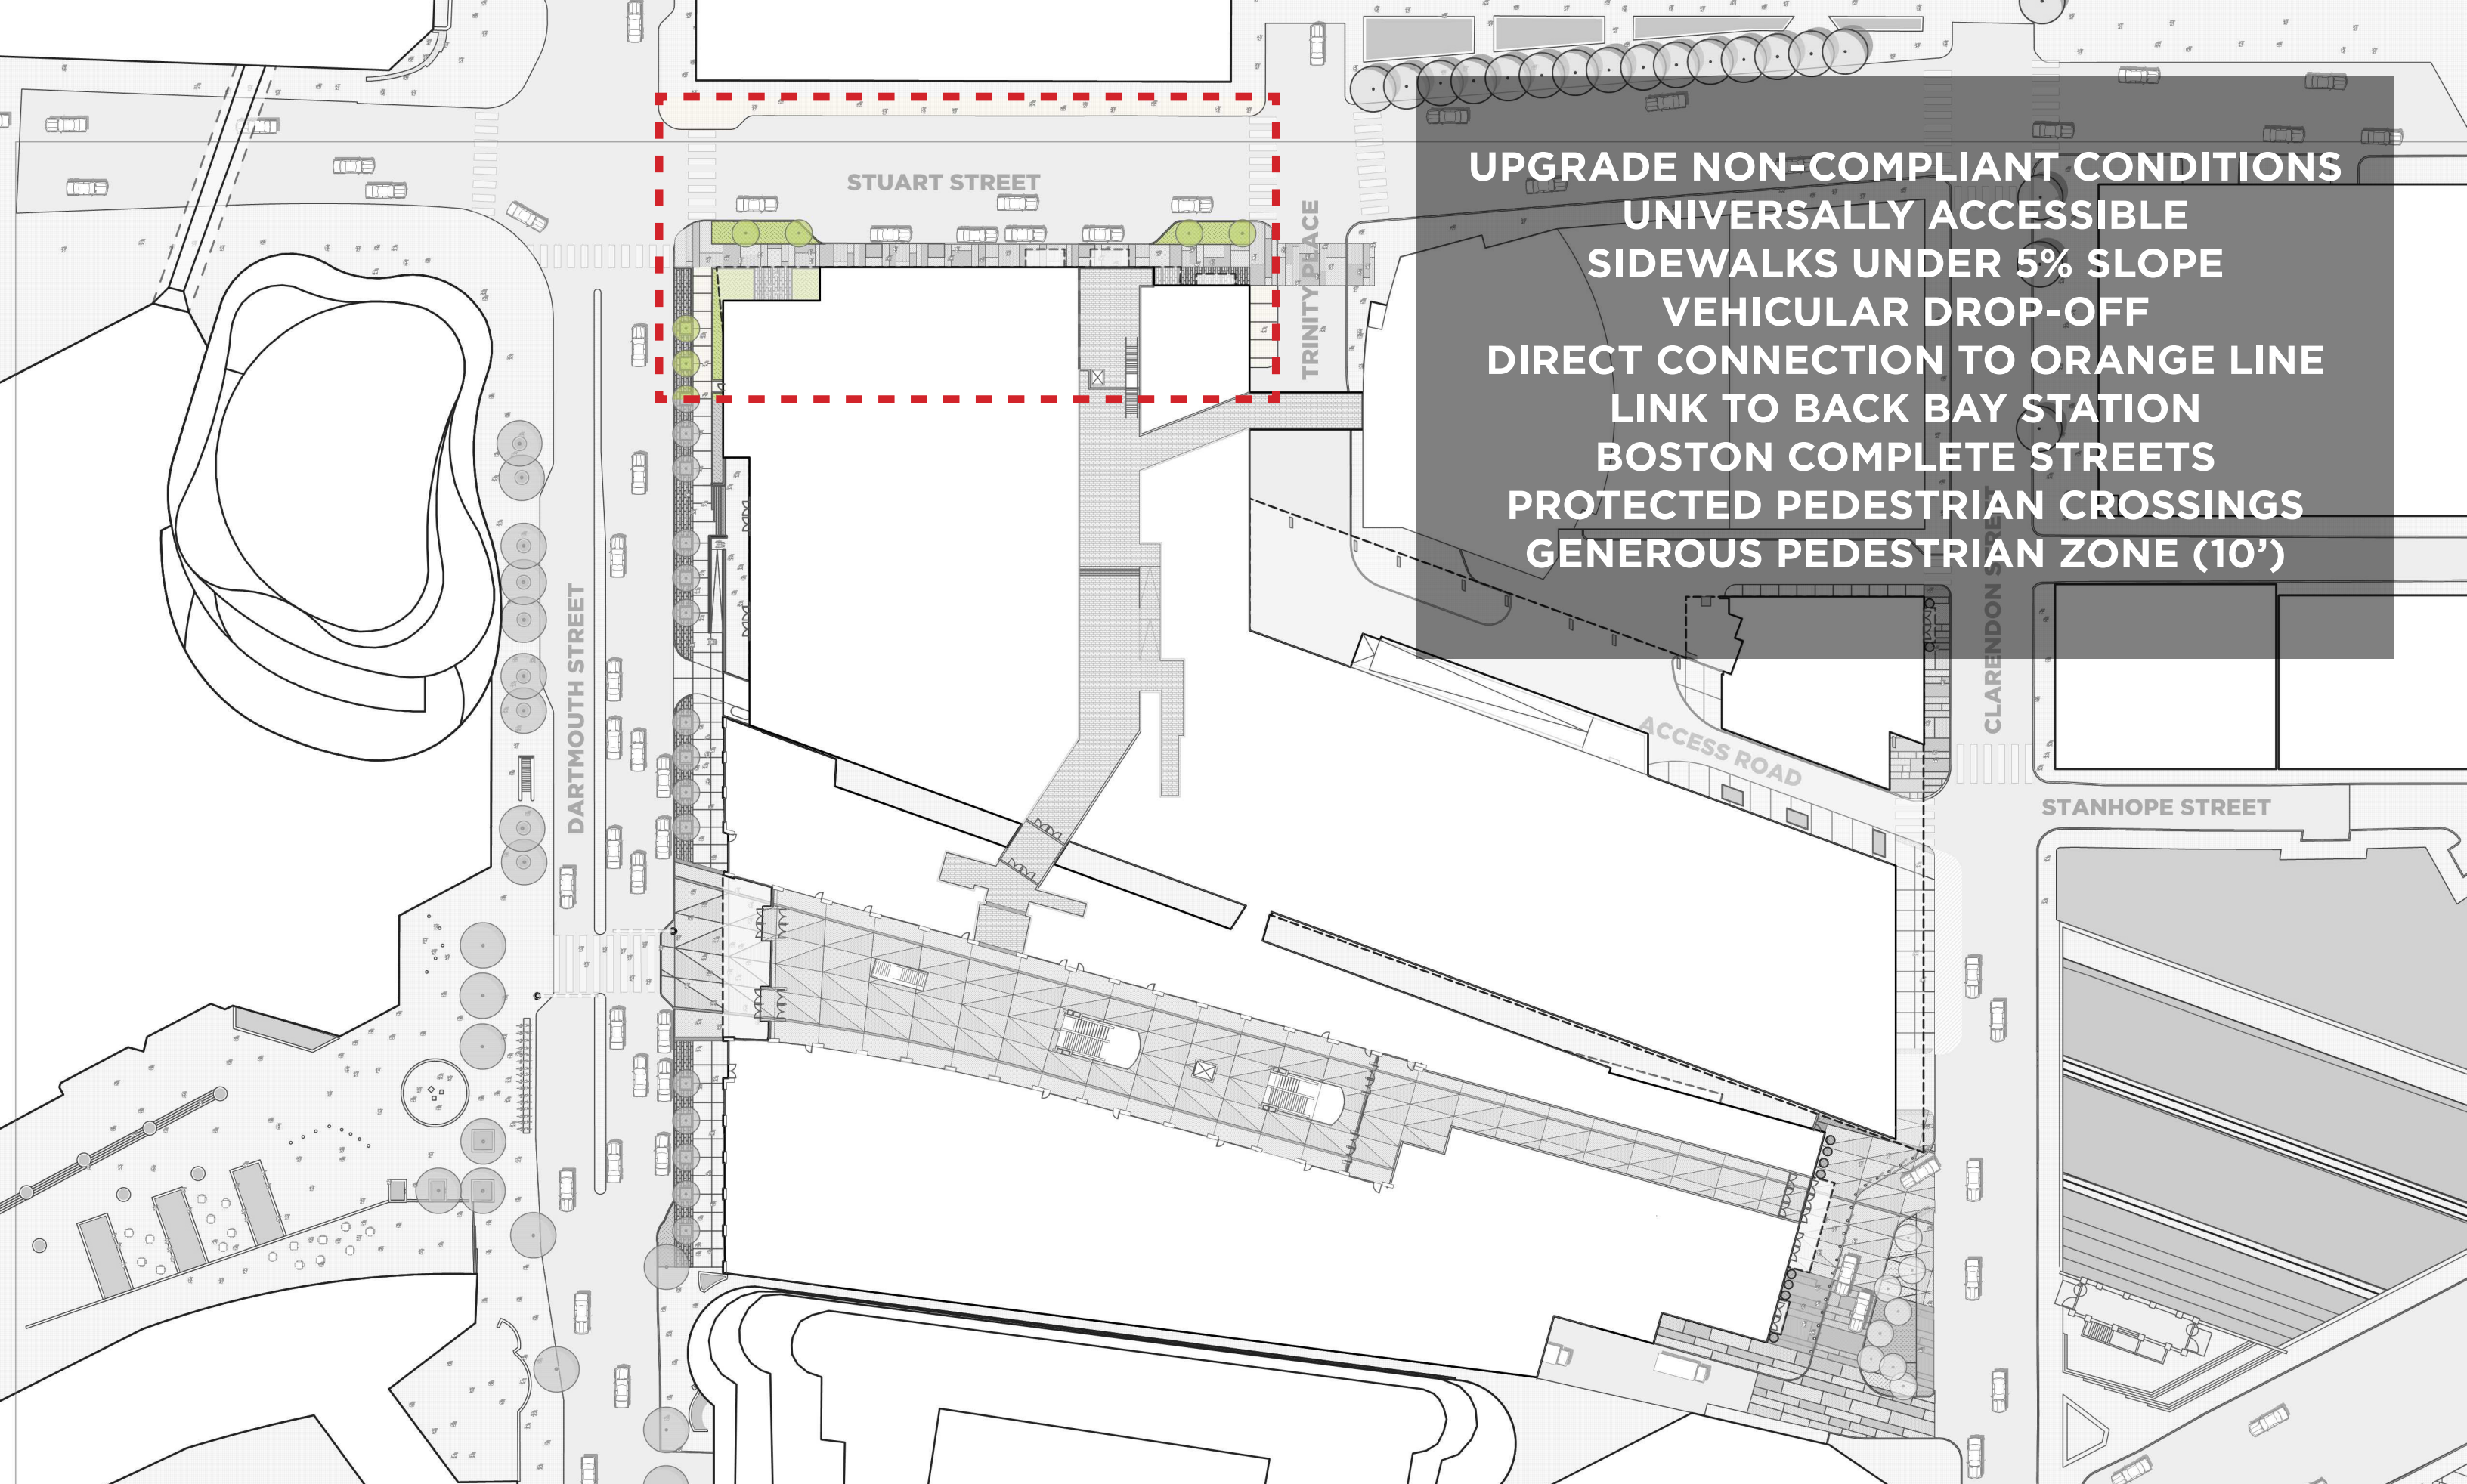 UPGRADE NON-COMPLIANT CONDITIONS
UNIVERSALLY ACCESSIBLE
SIDEWALKS UNDER 5% SLOPE
VEHICULAR DROP-OFF
DIRECT CONNECTION TO ORANGE LINE
LINK TO BACK BAY STATION
BOSTON COMPLETE STREETS
PROTECTED PEDESTRIAN CROSSINGS
GENEROUS PEDESTRIAN ZONE (10’)
STUART STREET
TRINITY PLACE
DARTMOUTH STREET
CLARENDON STREET
ACCESS ROAD
STANHOPE STREET